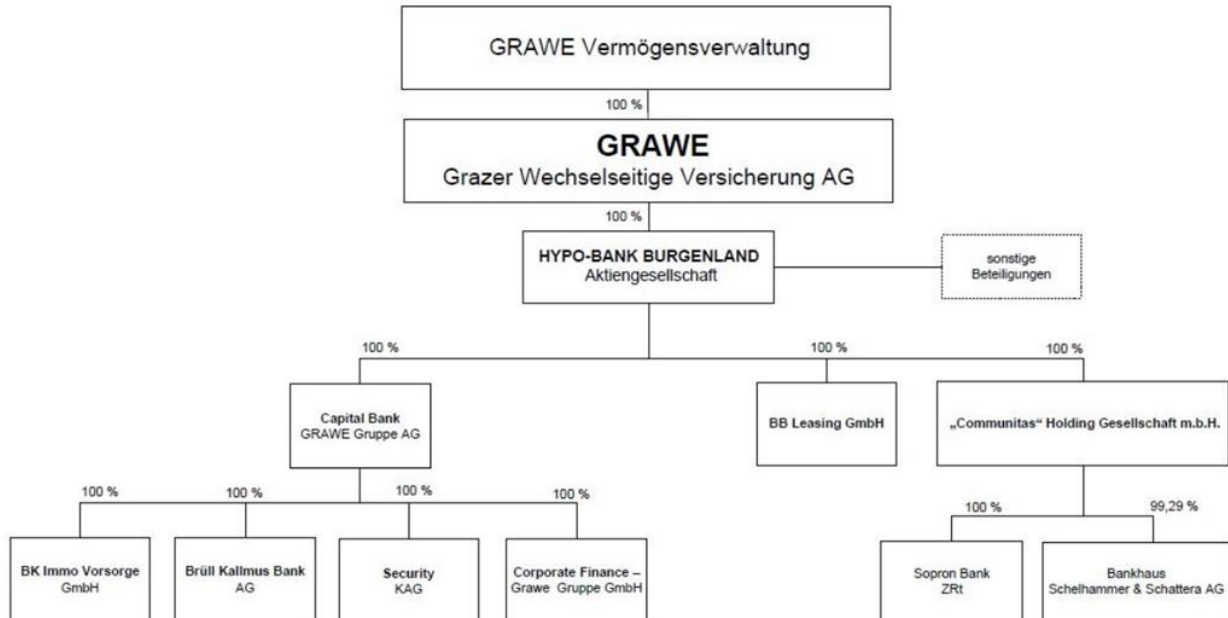 GRAWE Vermögensverwaltung
100 %
GRAWE
Grazer Wechselseitige Versicherung AG
100 %
HYPO-BANK BURGENLAND
Aktiengesellschaft
sonstige
Beteiligungen
100 %
100 %
100 %
Capital Bank
GRAWE Gruppe AG
BB Leasing GmbH
„Communitas“ Holding Gesellschaft m.b.H.
100 %
100 %
100 %
100 %
100 %
99,29 %
BK Immo Vorsorge
GmbH
Brüll Kallmus Bank
AG
Security
KAG
Corporate Finance –
Grawe Gruppe GmbH
Sopron Bank
ZRt
Bankhaus
Schelhammer & Schattera AG